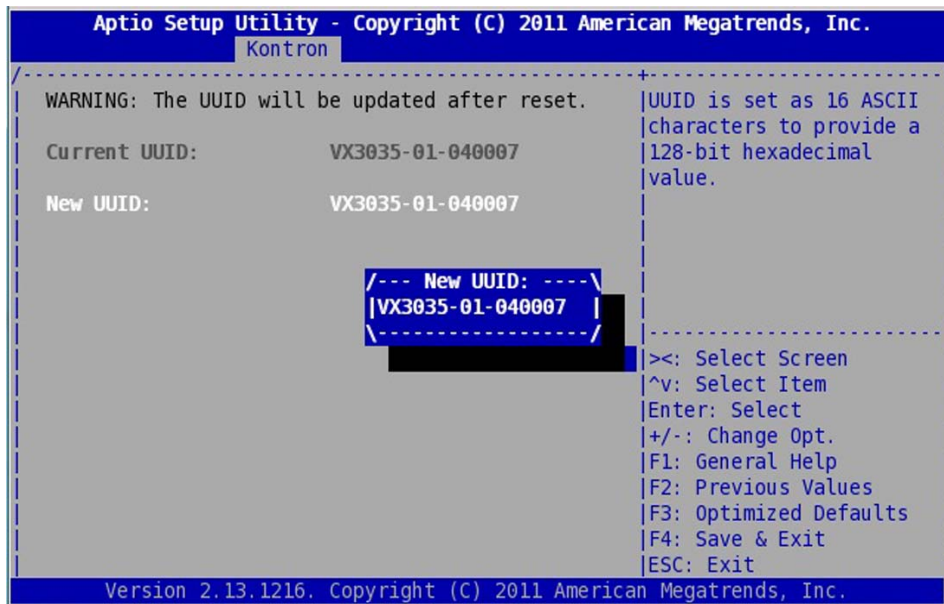 Aptio Setup Utility - Copyright (C) 2011 American Megatrends, Inc.
Kontron
WARNING: The UUID will be updated after reset.
Current UUID: VX3035-01-040007
New UUID: VX3035-01-040007
/--- New UUID: ----\
|VX3035-01-040007 |
\-------------------/
UUID is set as 16 ASCII
characters to provide a
128-bit hexadecimal
value.
><: Select Screen
^v: Select Item
Enter: Select
+/-: Change Opt.
F1: General Help
F2: Previous Values
F3: Optimized Defaults
F4: Save & Exit
ESC: Exit
Version 2.13.1216. Copyright (C) 2011 American Megatrends, Inc.